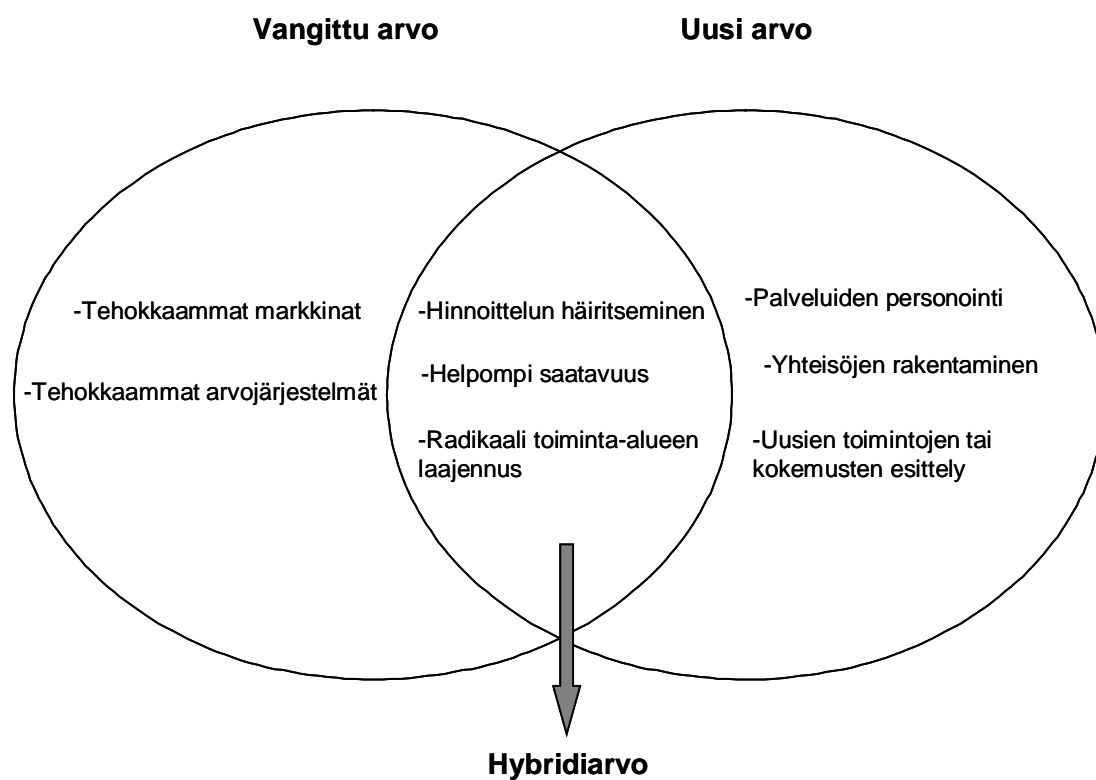 Vangittu arvo
Uusi arvo
-Tehokkaammat markkinat
-Tehokkaammat arvojärjestelmät
-Hinnoittelun häiritseminen
-Helpompi saatavuus
-Radikaali toiminta-alueen
laajennus
-Palveluiden personointi
-Yhteisöjen rakentaminen
-Uusien toimintojen tai
kokemusten esittely
Hybridiarvo